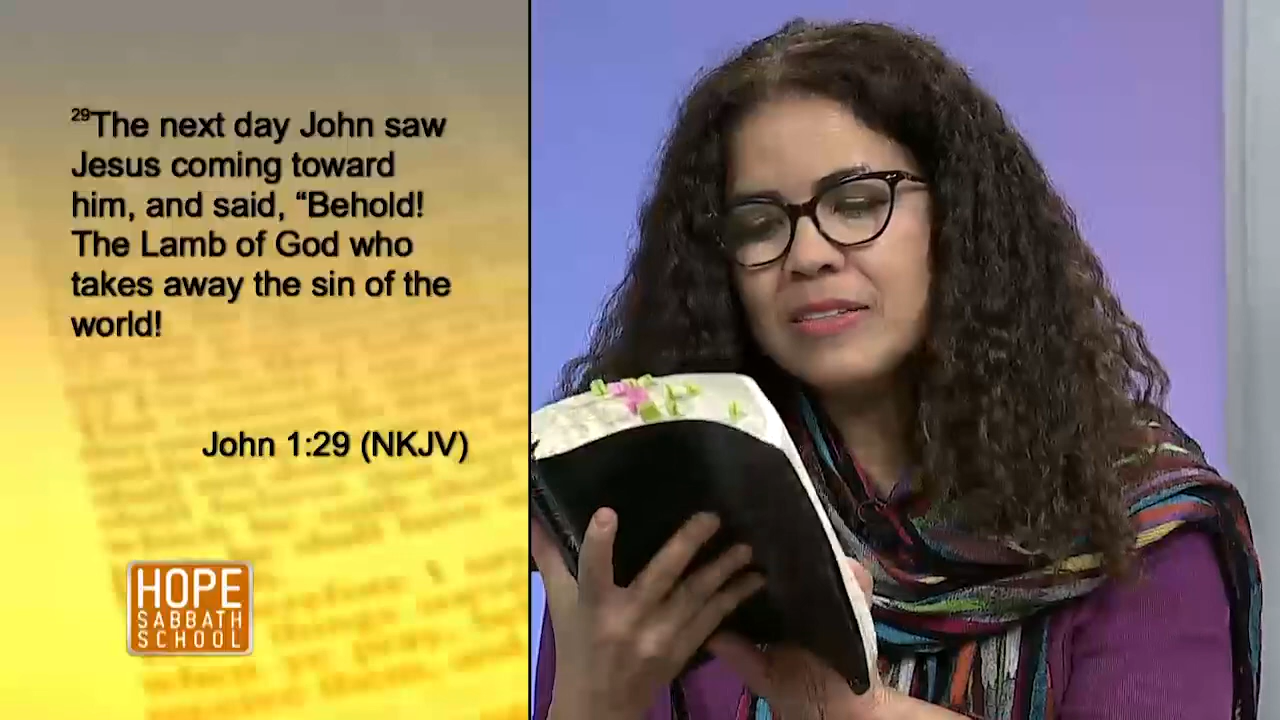 29The next day John saw
Jesus coming toward
him, and said, “Behold!
The Lamb of God who
takes away the sin of the
world!
John 1:29 (NKJV)
HOPE
SABBATH
SCHOOL